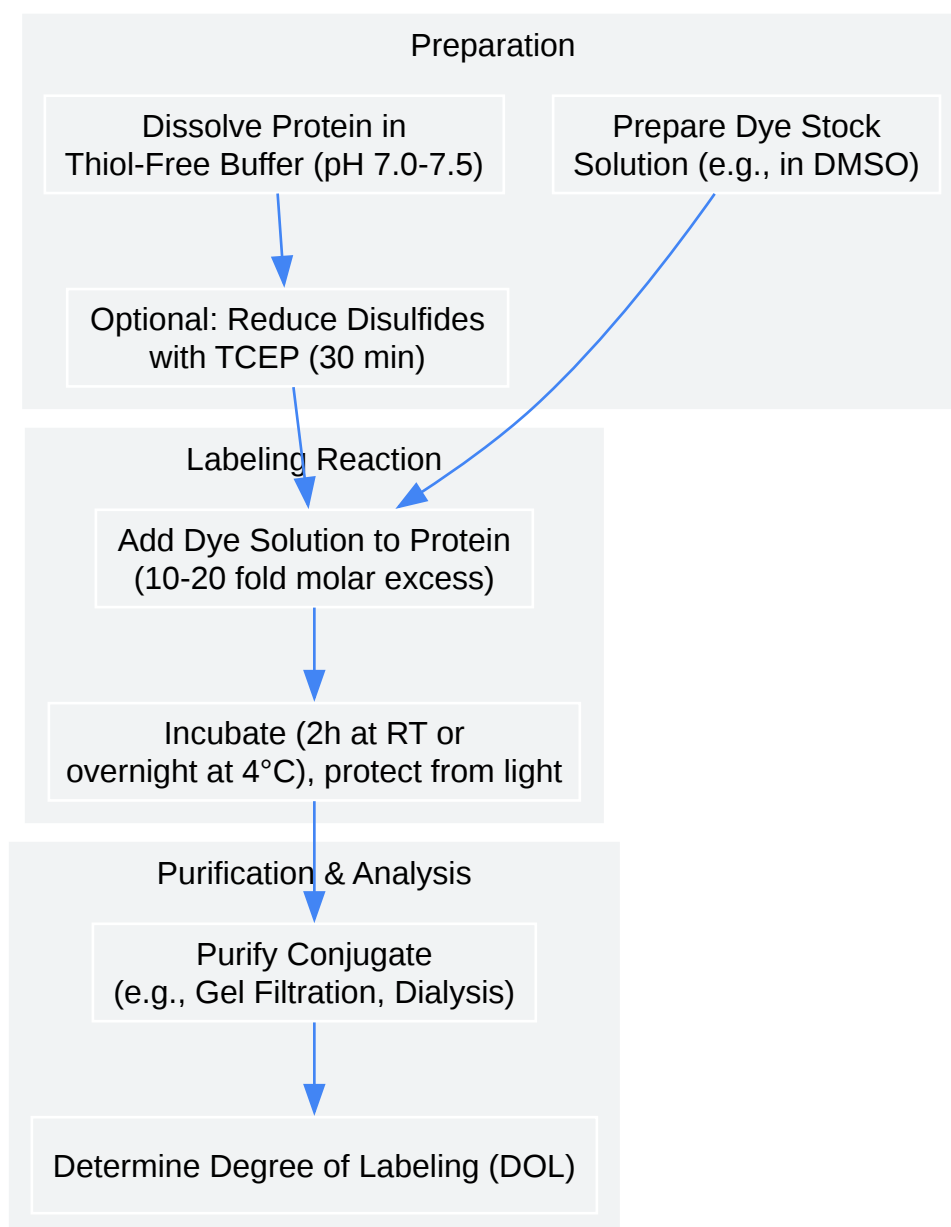 Preparation
Dissolve Protein in
Thiol-Free Buffer (pH 7.0-7.5)
Prepare Dye Stock
Solution (e.g., in DMSO)
Optional: Reduce Disulfides
with TCEP (30 min)
Labeling Reaction
Add Dye Solution to Protein
(10-20 fold molar excess)
Incubate (2h at RT or
overnight at 4°C), protect from light
Purification & Analysis
Purify Conjugate
(e.g., Gel Filtration, Dialysis)
Determine Degree of Labeling (DOL)